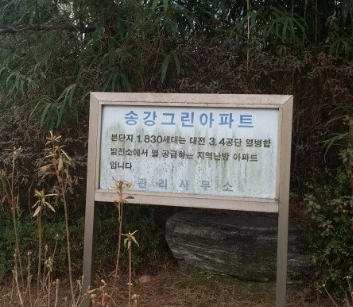 송강그린아파트
본단지 1,830세대는 대전 3.4공단 열병합
발전소에서 열 공급하는 지역난방 아파트
입니다
관리사무소